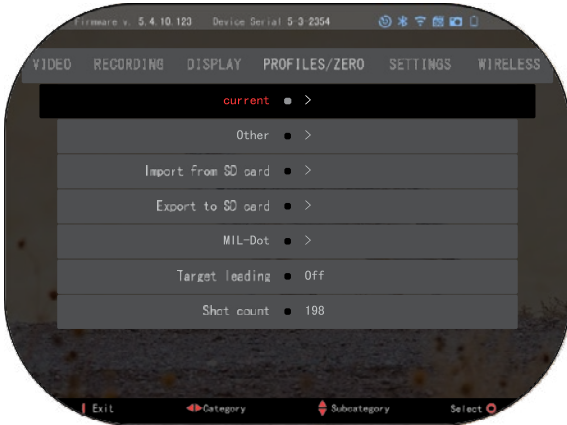 Firmware v. 5.4.10.123 Device Serial 5-3-2354
VIDEO RECORDING DISPLAY PROFILES/ZERO SETTINGS WIRELESS
current >
Other >
Import from SD card >
Export to SD card >
MIL-Dot >
Target leading Off
Shot count 198
Exit Category Subcategory Select